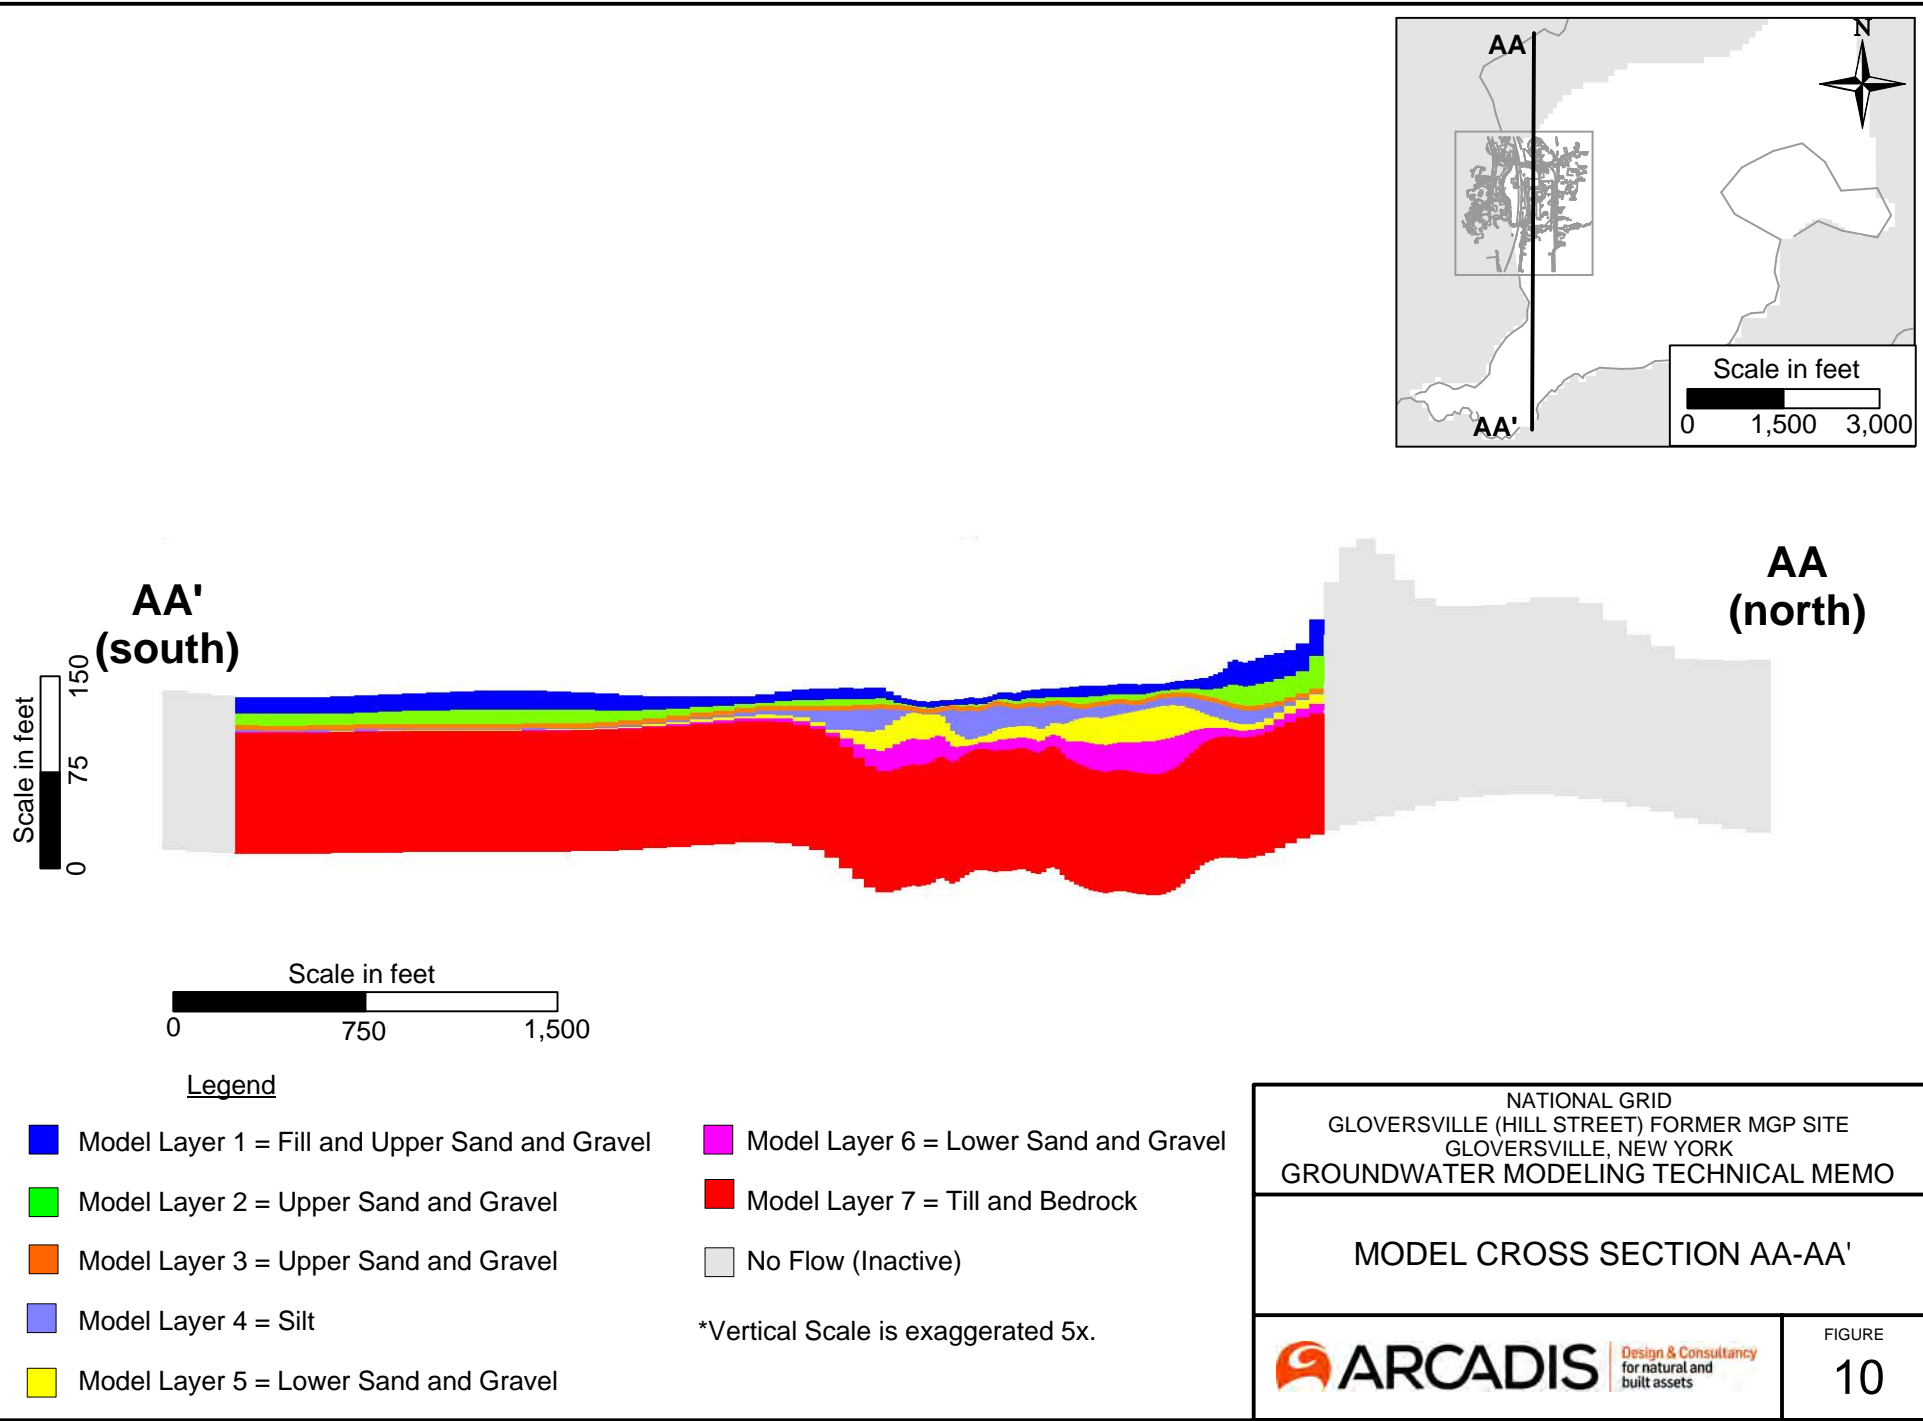 AA
N
Scale in feet
0 1,500 3,000
AA'
AA'
(south)
AA
(north)
Scale in feet
0 75 150
Scale in feet
0 750 1,500
Legend
Model Layer 1 = Fill and Upper Sand and Gravel
Model Layer 2 = Upper Sand and Gravel
Model Layer 3 = Upper Sand and Gravel
Model Layer 4 = Silt
Model Layer 5 = Lower Sand and Gravel
Model Layer 6 = Lower Sand and Gravel
Model Layer 7 = Till and Bedrock
No Flow (Inactive)
*Vertical Scale is exaggerated 5x.
NATIONAL GRID
GLOVERSVILLE (HILL STREET) FORMER MGP SITE
GLOVERSVILLE, NEW YORK
GROUNDWATER MODELING TECHNICAL MEMO
MODEL CROSS SECTION AA-AA'
ARCADIS
Design & Consultancy
for natural and
built assets
FIGURE
10